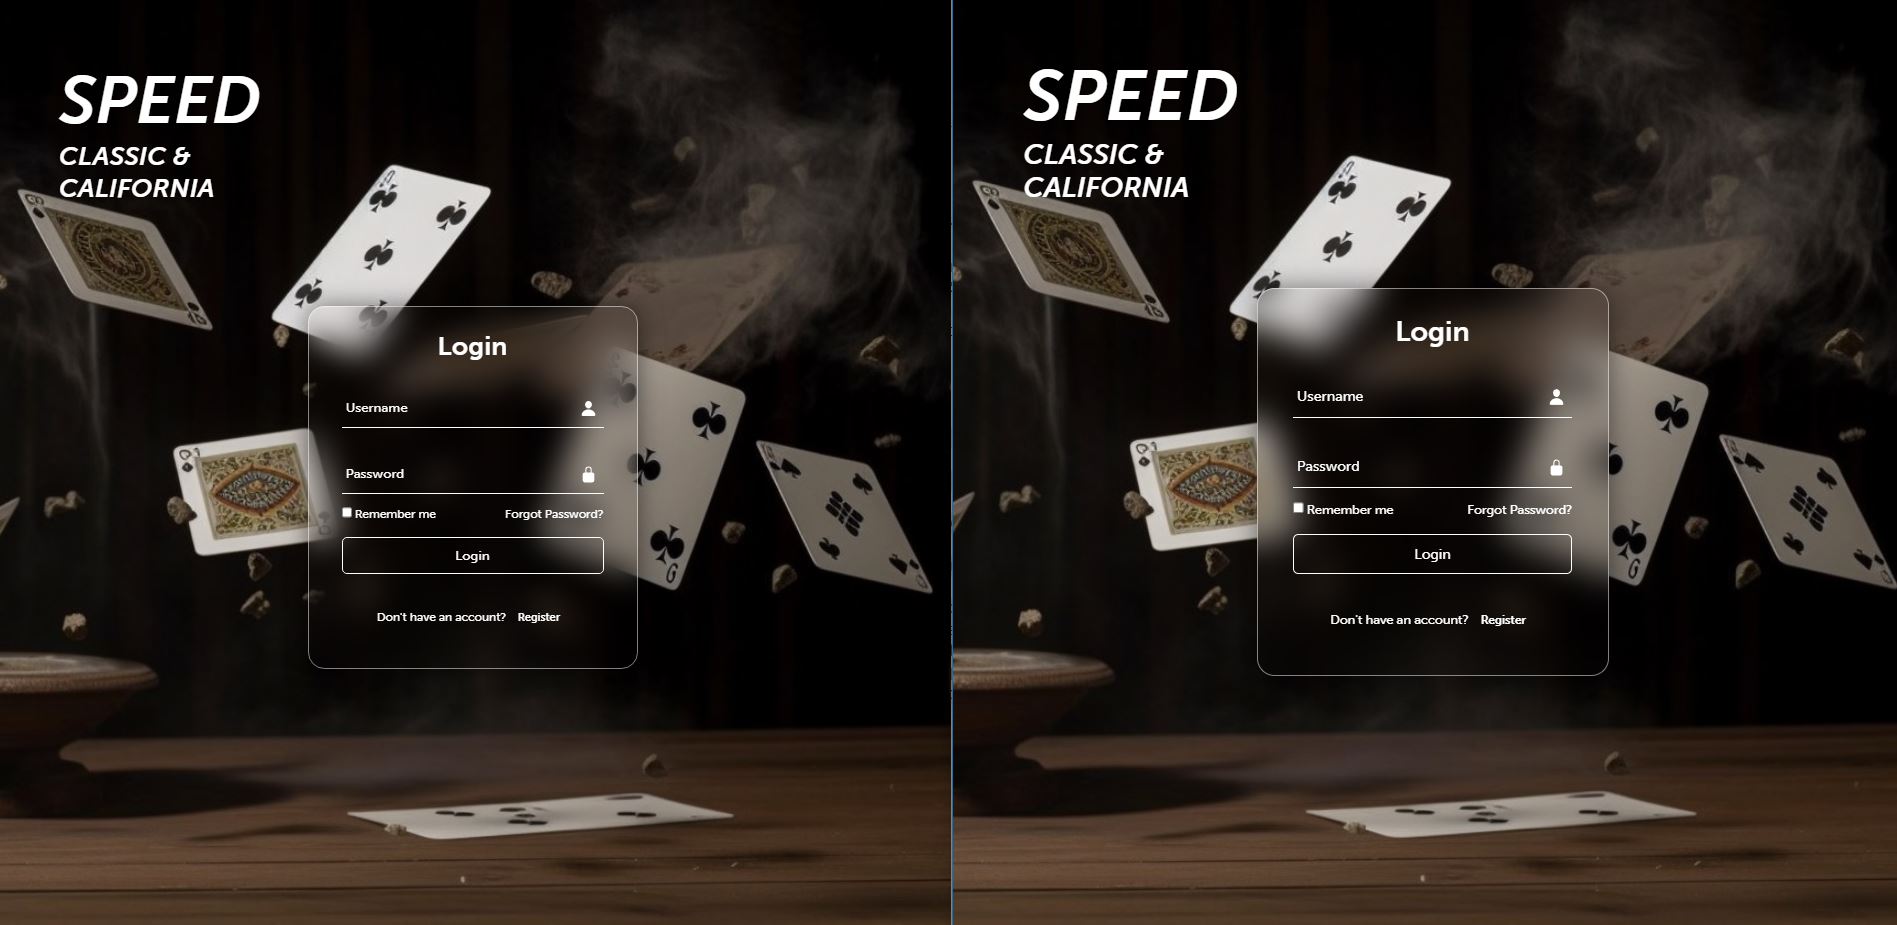 SPEED
CLASSIC &
CALIFORNIA
Login
Username
Password
Remember me Forgot Password?
Login
Don't have an account? Register
SPEED
CLASSIC &
CALIFORNIA
Login
Username
Password
Remember me Forgot Password?
Login
Don't have an account? Register